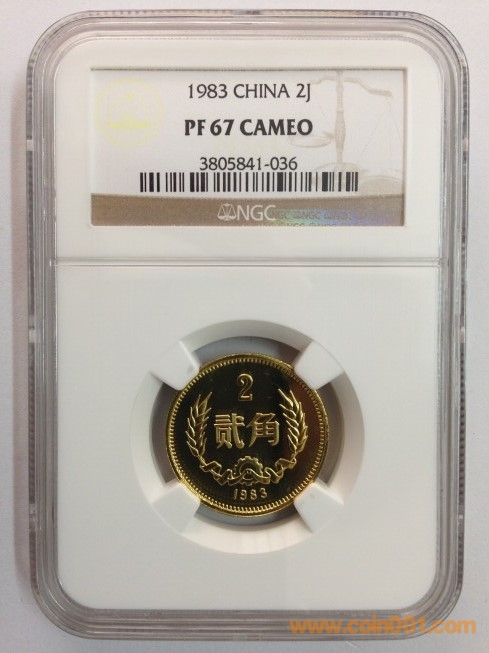 1983 CHINA 2J
PF 67 CAMEO
3805841-036
NGC
2
贰角
1983
www.coin001.com